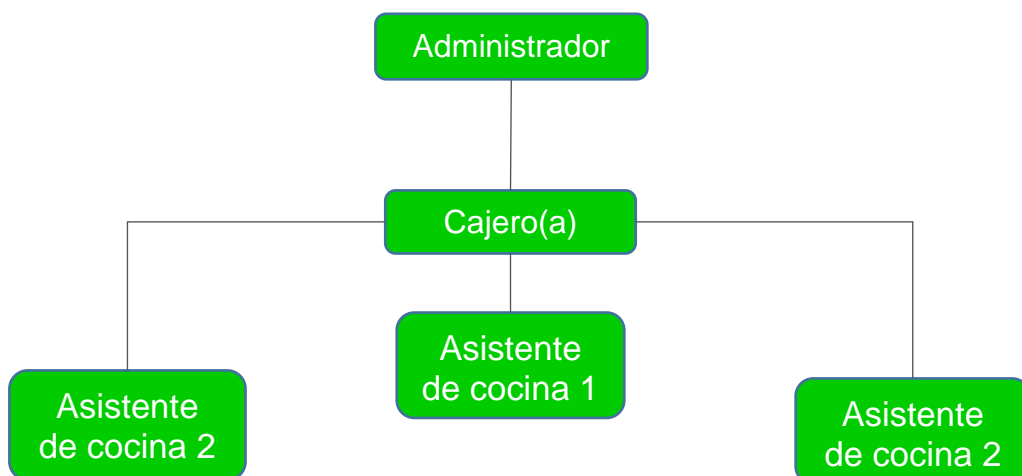 Administrador
Cajero(a)
Asistente
de cocina 1
Asistente
de cocina 2
Asistente
de cocina 2